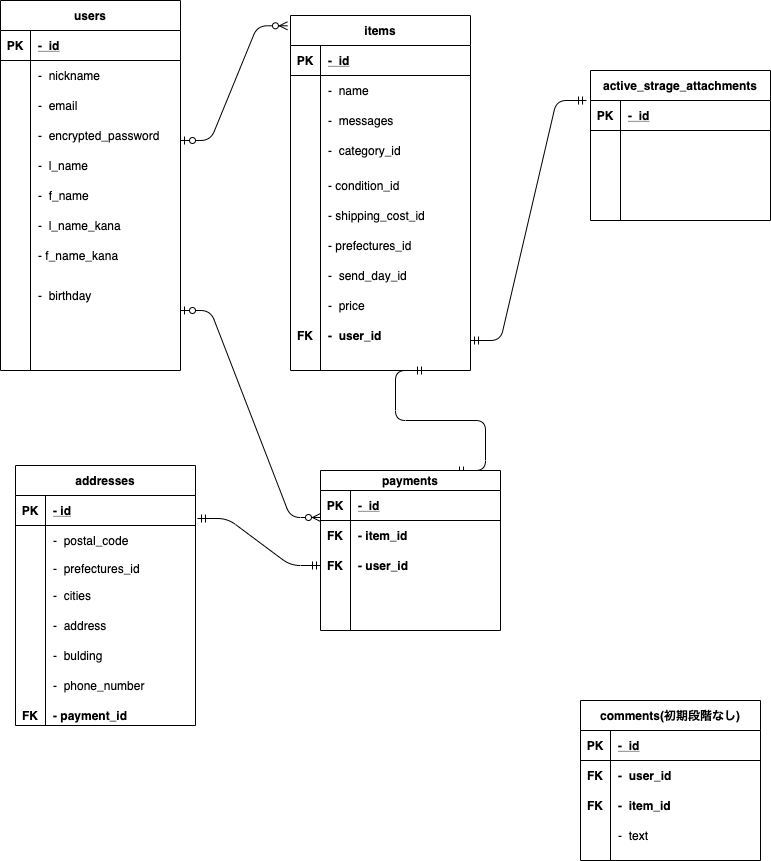 users
PK - id
- nickname
- email
- encrypted_password
- l_name
- f_name
- l_name_kana
- f_name_kana
- birthday
items
PK - id
- name
- messages
- category_id
- condition_id
- shipping_cost_id
- prefectures_id
- send_day_id
- price
FK - user_id
active_strage_attachments
PK - id
addresses
PK - id
- postal_code
- prefectures_id
- cities
- address
- bulding
- phone_number
FK - payment_id
payments
PK - id
FK - item_id
FK - user_id
comments(初期段階なし)
PK - id
FK - user_id
FK - item_id
- text